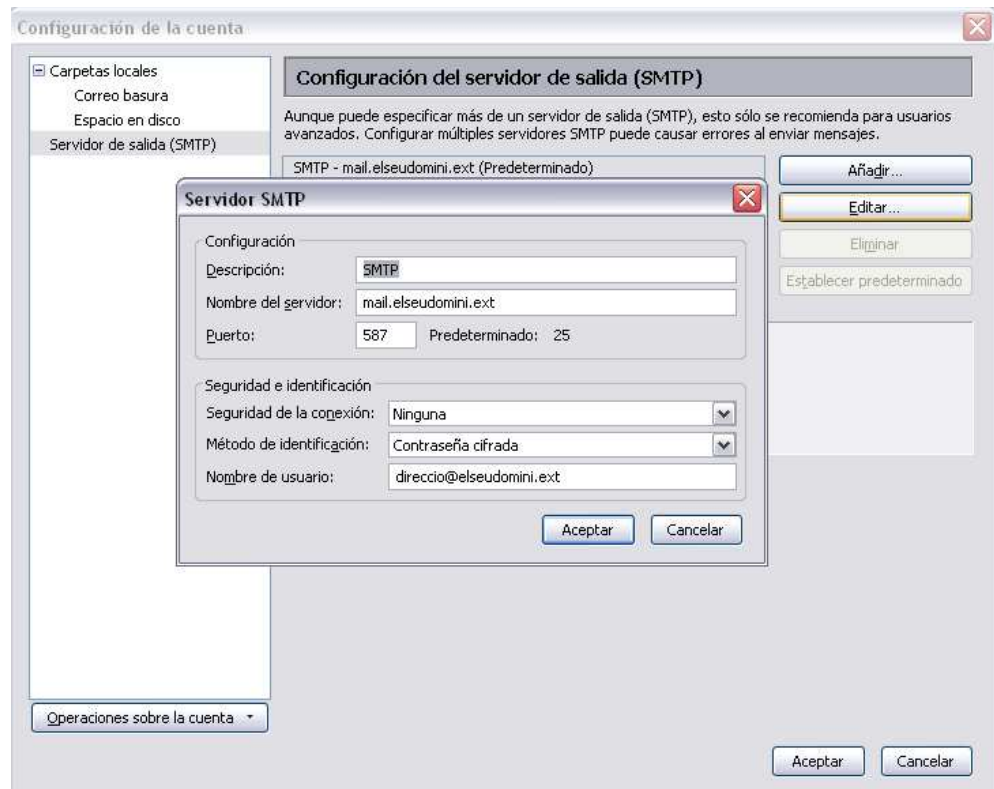 Configuración de la cuenta
Carpetas locales
Correo basura
Espacio en disco
Servidor de salida (SMTP)
Configuración del servidor de salida (SMTP)
Aunque puede especificar más de un servidor de salida (SMTP), esto sólo se recomienda para usuarios
avanzados. Configurar múltiples servidores SMTP puede causar errores al enviar mensajes.
SMTP - mail.elseudomini.ext (Predeterminado)
Añadir...
Editar...
Eliminar
Establecer predeterminado
Servidor SMTP
Configuración
Descripción: SMTP
Nombre del servidor: mail.elseudomini.ext
Puerto: 587 Predeterminado: 25
Seguridad e identificación
Seguridad de la conexión: Ninguna
Método de identificación: Contraseña cifrada
Nombre de usuario: direccio@elseudomini.ext
Aceptar Cancelar
Operaciones sobre la cuenta
Aceptar Cancelar